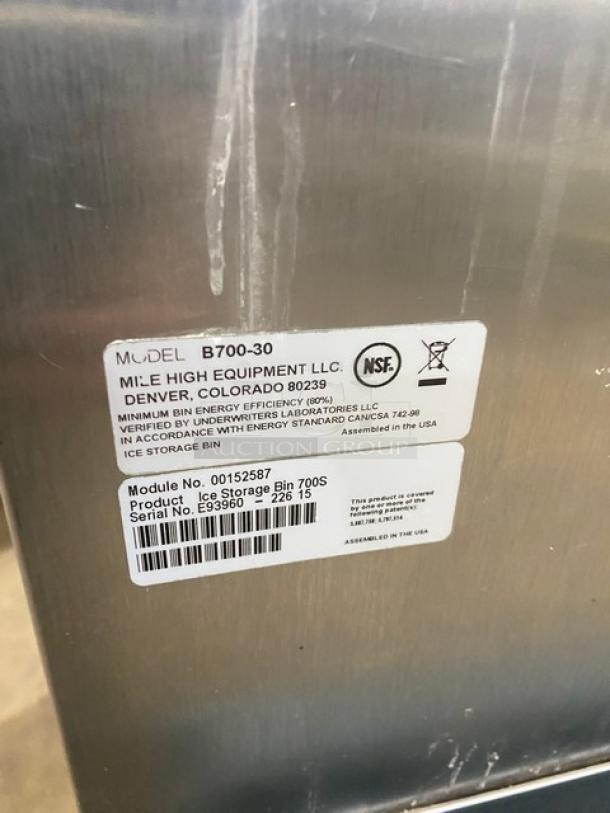 MODEL B700-30
MILE HIGH EQUIPMENT LLC.
DENVER, COLORADO 80239
MINIMUM BIN ENERGY EFFICIENCY (80%)
VERIFIED BY UNDERWRITERS LABORATORIES LLC
IN ACCORDANCE WITH ENERGY STANDARD CAN/CSA 742-98
ICE STORAGE BIN
Assembled in the USA
NSF.
AUCTION GROUP
Module No. 00152587
Product Ice Storage Bin 700S
Serial No. E93960 - 226 15
This product is covered
by one or more of the
following patent(s):
ASSEMBLED IN THE USA